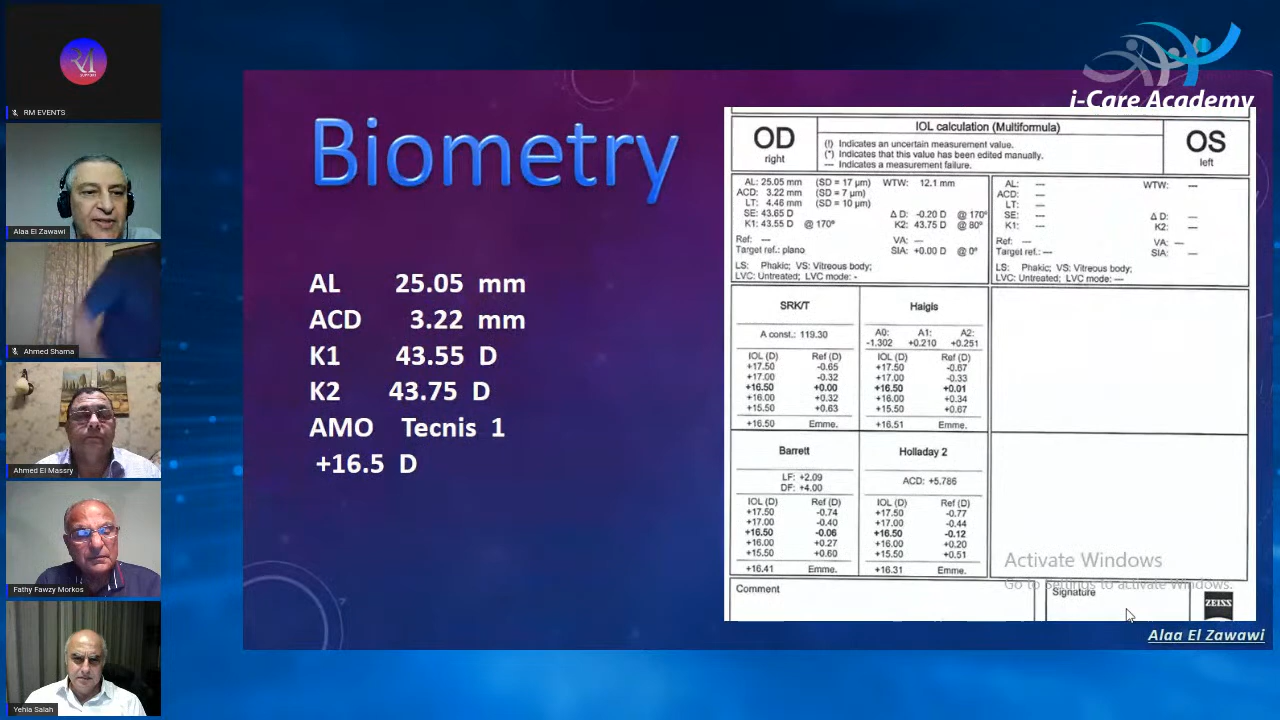 RM EVENTS
Alaa El Zawawi
Ahmed Shama
Ahmed El Massry
Fathy Fawzy Morkos
Yehia Salah
i-Care Academy
Biometry
AL 25.05 mm
ACD 3.22 mm
K1 43.55 D
K2 43.75 D
AMO Tecnis 1
+16.5 D
OD
right
IOL calculation (Multiformula)
(!) Indicates an uncertain measurement value.
(*) Indicates that this value has been edited manually.
--- Indicates a measurement failure.
OS
left
AL: 25.05 mm (SD = 17 µm) WTW: 12.1 mm
ACD: 3.22 mm (SD = 7 µm)
LT: 4.46 mm (SD = 10 µm)
SE: 43.65 D Δ D: -0.20 D @ 170°
K1: 43.55 D @ 170° K2: 43.75 D @ 80°
Ref: --- VA: ---
Target ref.: plano SIA: +0.00 D @ 0°
LS: Phakic; VS: Vitreous body;
LVC: Untreated; LVC mode: -
AL: --- WTW: ---
ACD: ---
LT: ---
SE: --- Δ D: ---
K1: --- K2: ---
Ref: --- VA: ---
Target ref.: --- SIA: ---
LS: Phakic; VS: Vitreous body;
LVC: Untreated; LVC mode: ---
SRK/T
A const.: 119.30
IOL (D) Ref (D)
+17.50 -0.65
+17.00 -0.32
+16.50 +0.00
+16.00 +0.32
+15.50 +0.63
+16.50 Emme.
Haigis
A0: A1: A2:
-1.302 +0.210 +0.251
IOL (D) Ref (D)
+17.50 -0.67
+17.00 -0.33
+16.50 +0.01
+16.00 +0.34
+15.50 +0.67
+16.51 Emme.
Barrett
LF: +2.09
DF: +4.00
IOL (D) Ref (D)
+17.50 -0.74
+17.00 -0.40
+16.50 -0.06
+16.00 +0.27
+15.50 +0.60
+16.41 Emme.
Holladay 2
ACD: +5.786
IOL (D) Ref (D)
+17.50 -0.77
+17.00 -0.44
+16.50 -0.12
+16.00 +0.20
+15.50 +0.51
+16.31 Emme.
Activate Windows
Go to Settings to activate Windows.
Comment
Signature
ZEISS
Alaa El Zawawi